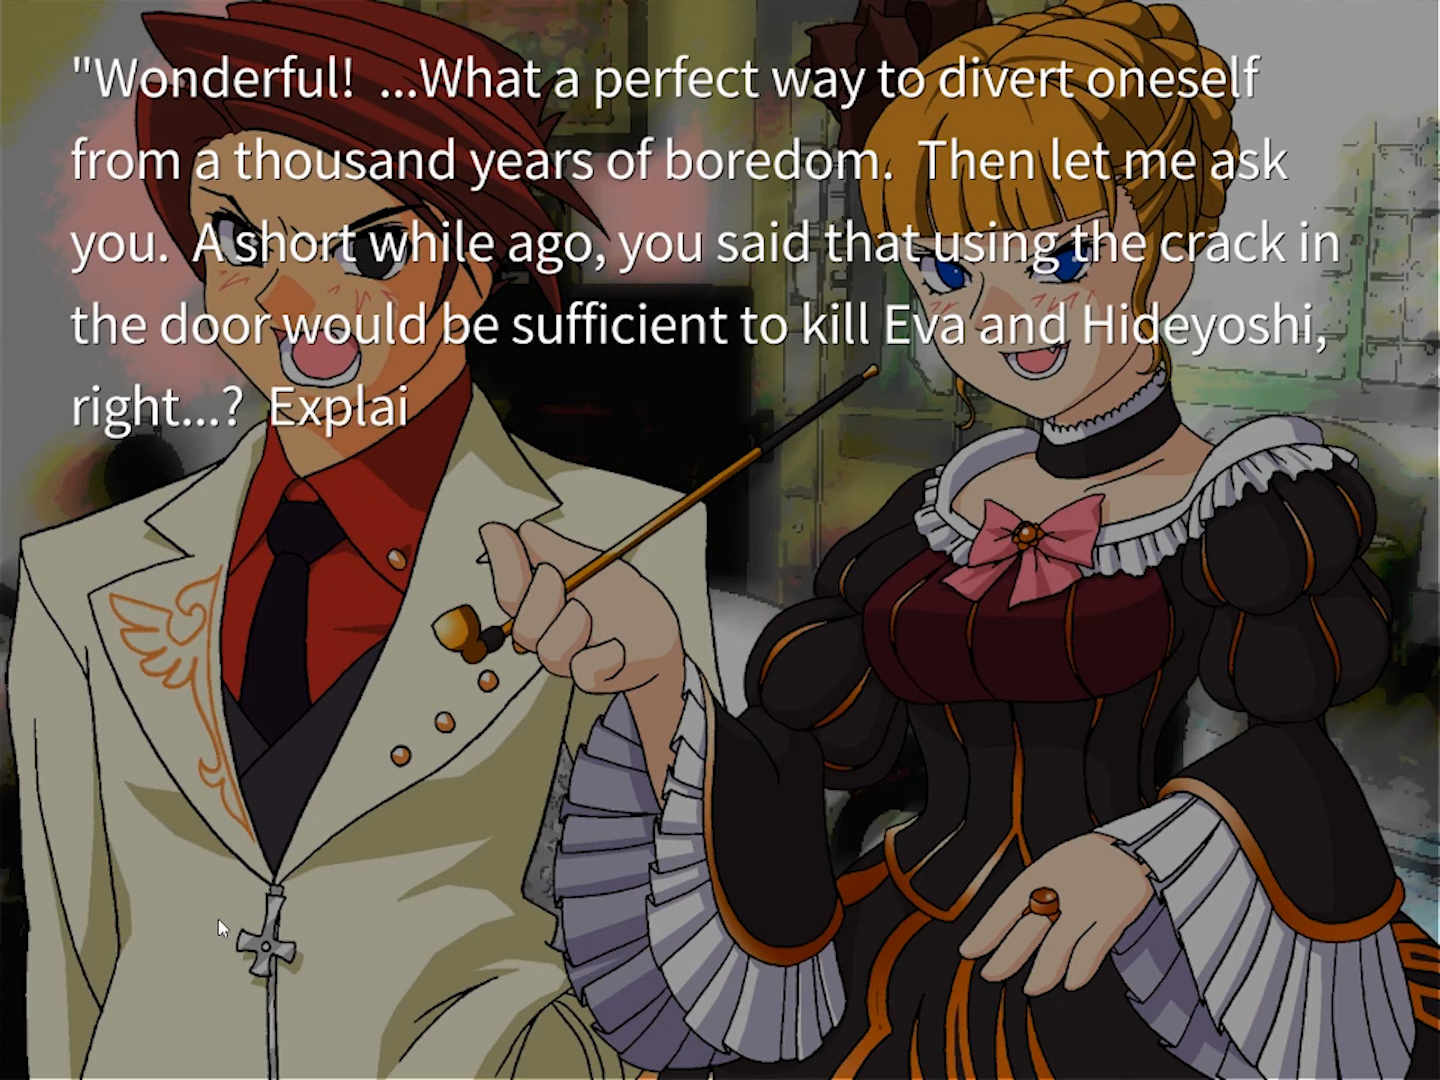 "Wonderful!  ...What a perfect way to divert oneself
from a thousand years of boredom.  Then let me ask
you.  A short while ago, you said that using the crack in
the door would be sufficient to kill Eva and Hideyoshi,
right...?  Explai